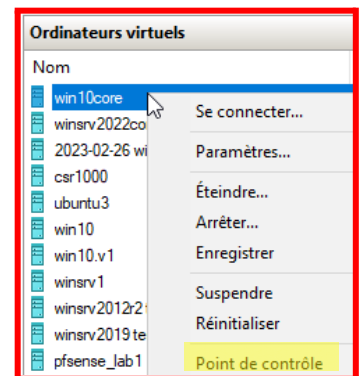 Ordinateurs virtuels
Nom
win10core
winsrv2022co
2023-02-26 wi
csr1000
ubuntu3
win10
win10.v1
winsrv1
winsrv2012r2
winsrv2019 te
pfsense_lab1
Se connecter...
Paramètres...
Éteindre...
Arrêter...
Enregistrer
Suspendre
Réinitialiser
Point de contrôle